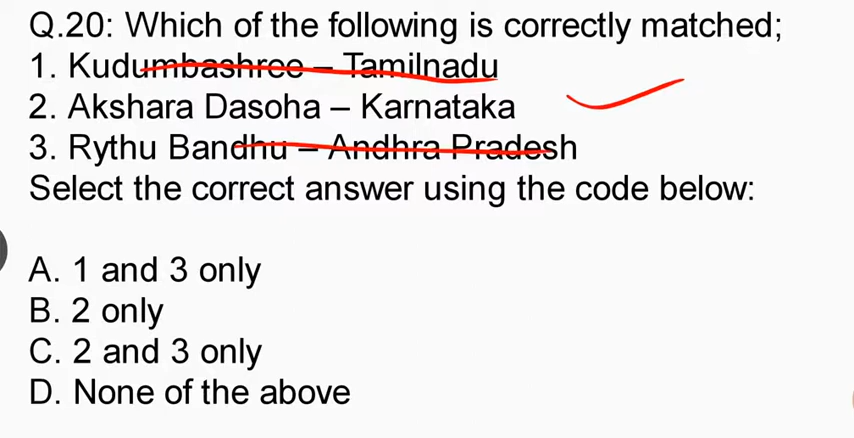 Q.20: Which of the following is correctly matched;
1. Kudumbashree – Tamilnadu
2. Akshara Dasoha – Karnataka
3. Rythu Bandhu – Andhra Pradesh
Select the correct answer using the code below:
A. 1 and 3 only
B. 2 only
C. 2 and 3 only
D. None of the above